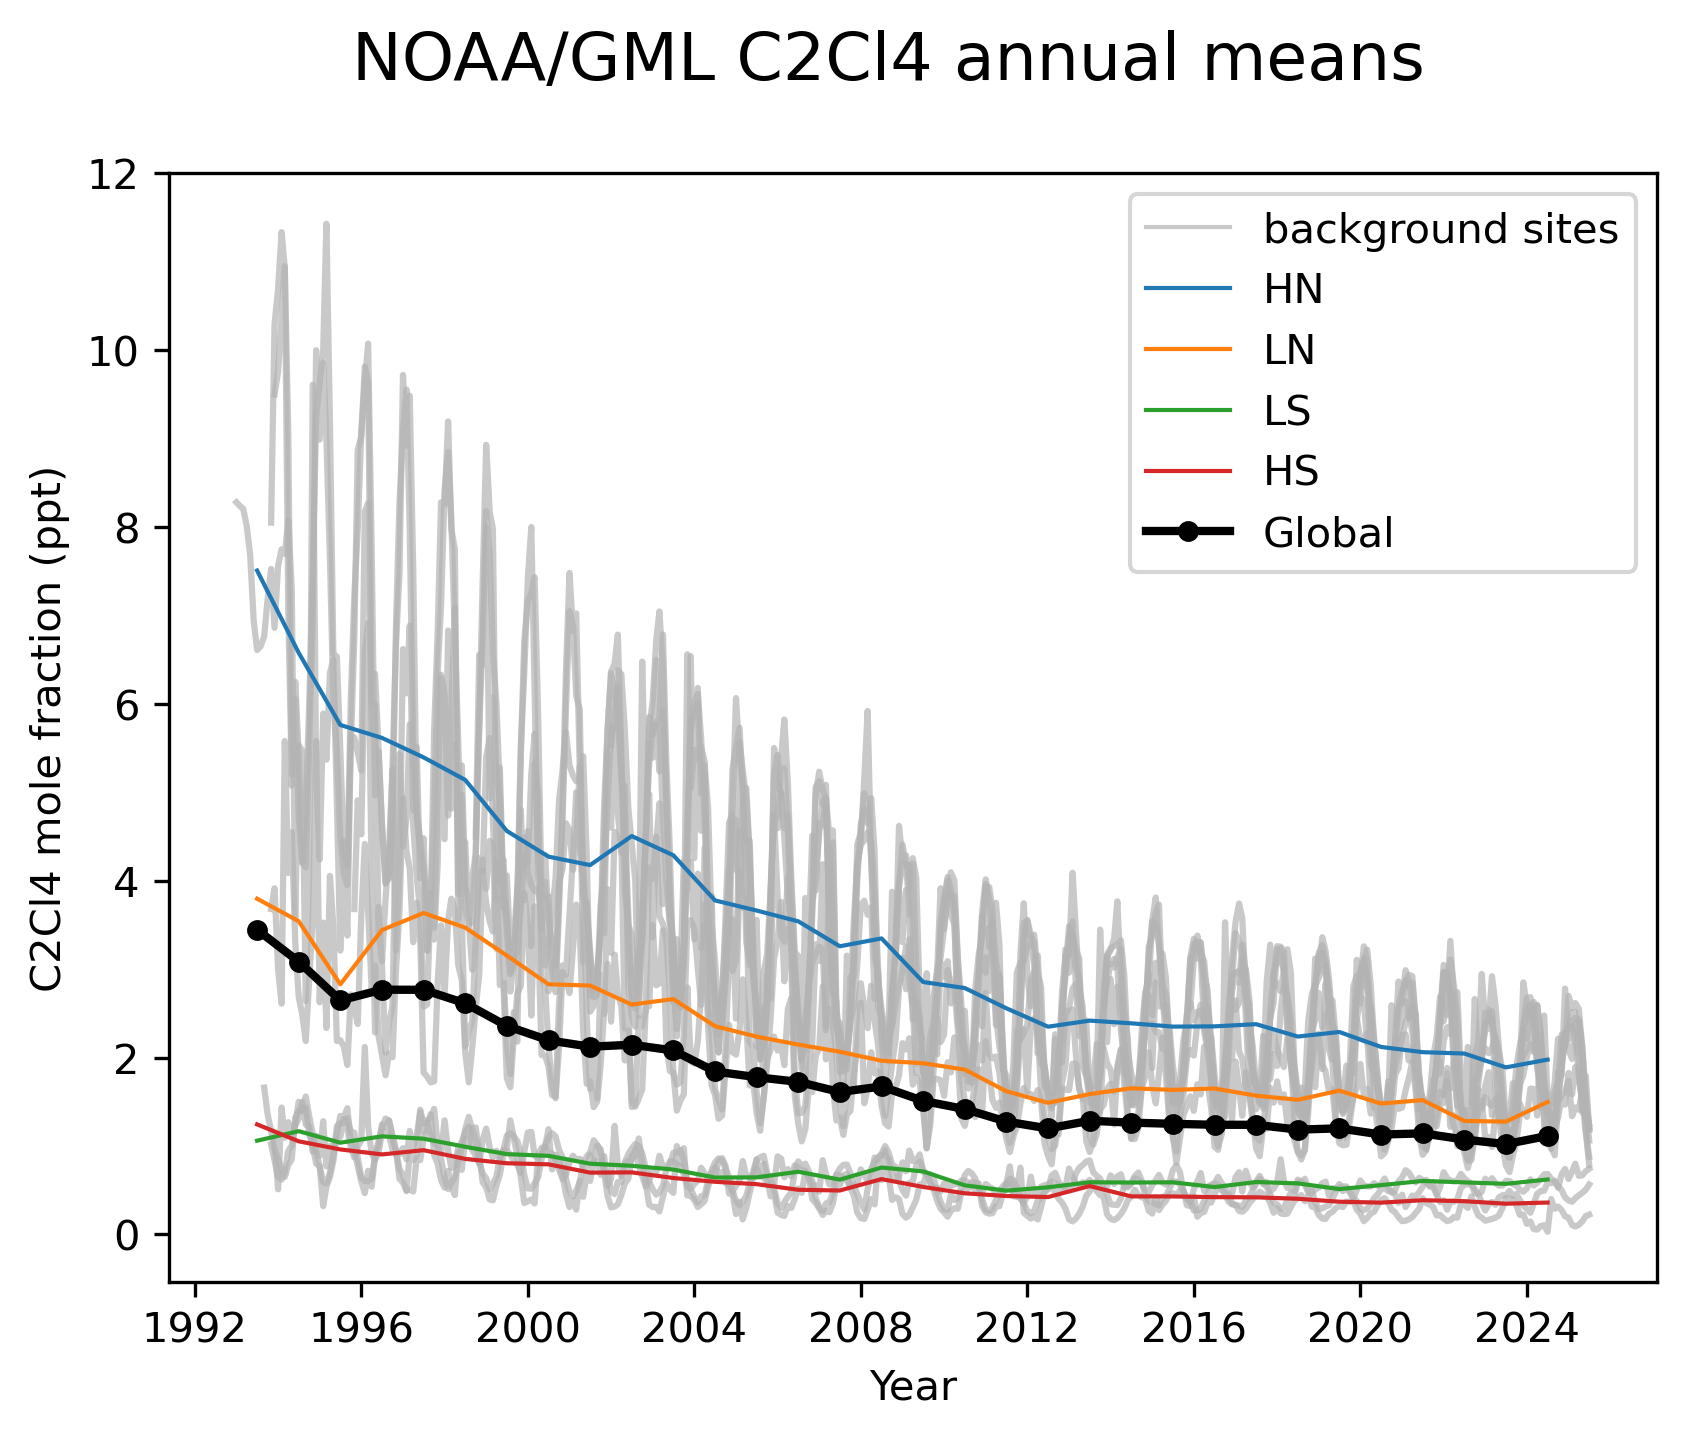 NOAA/GML C2Cl4 annual means
12
10
8
6
4
2
0
C2Cl4 mole fraction (ppt)
background sites
HN
LN
LS
HS
Global
1992 1996 2000 2004 2008 2012 2016 2020 2024
Year